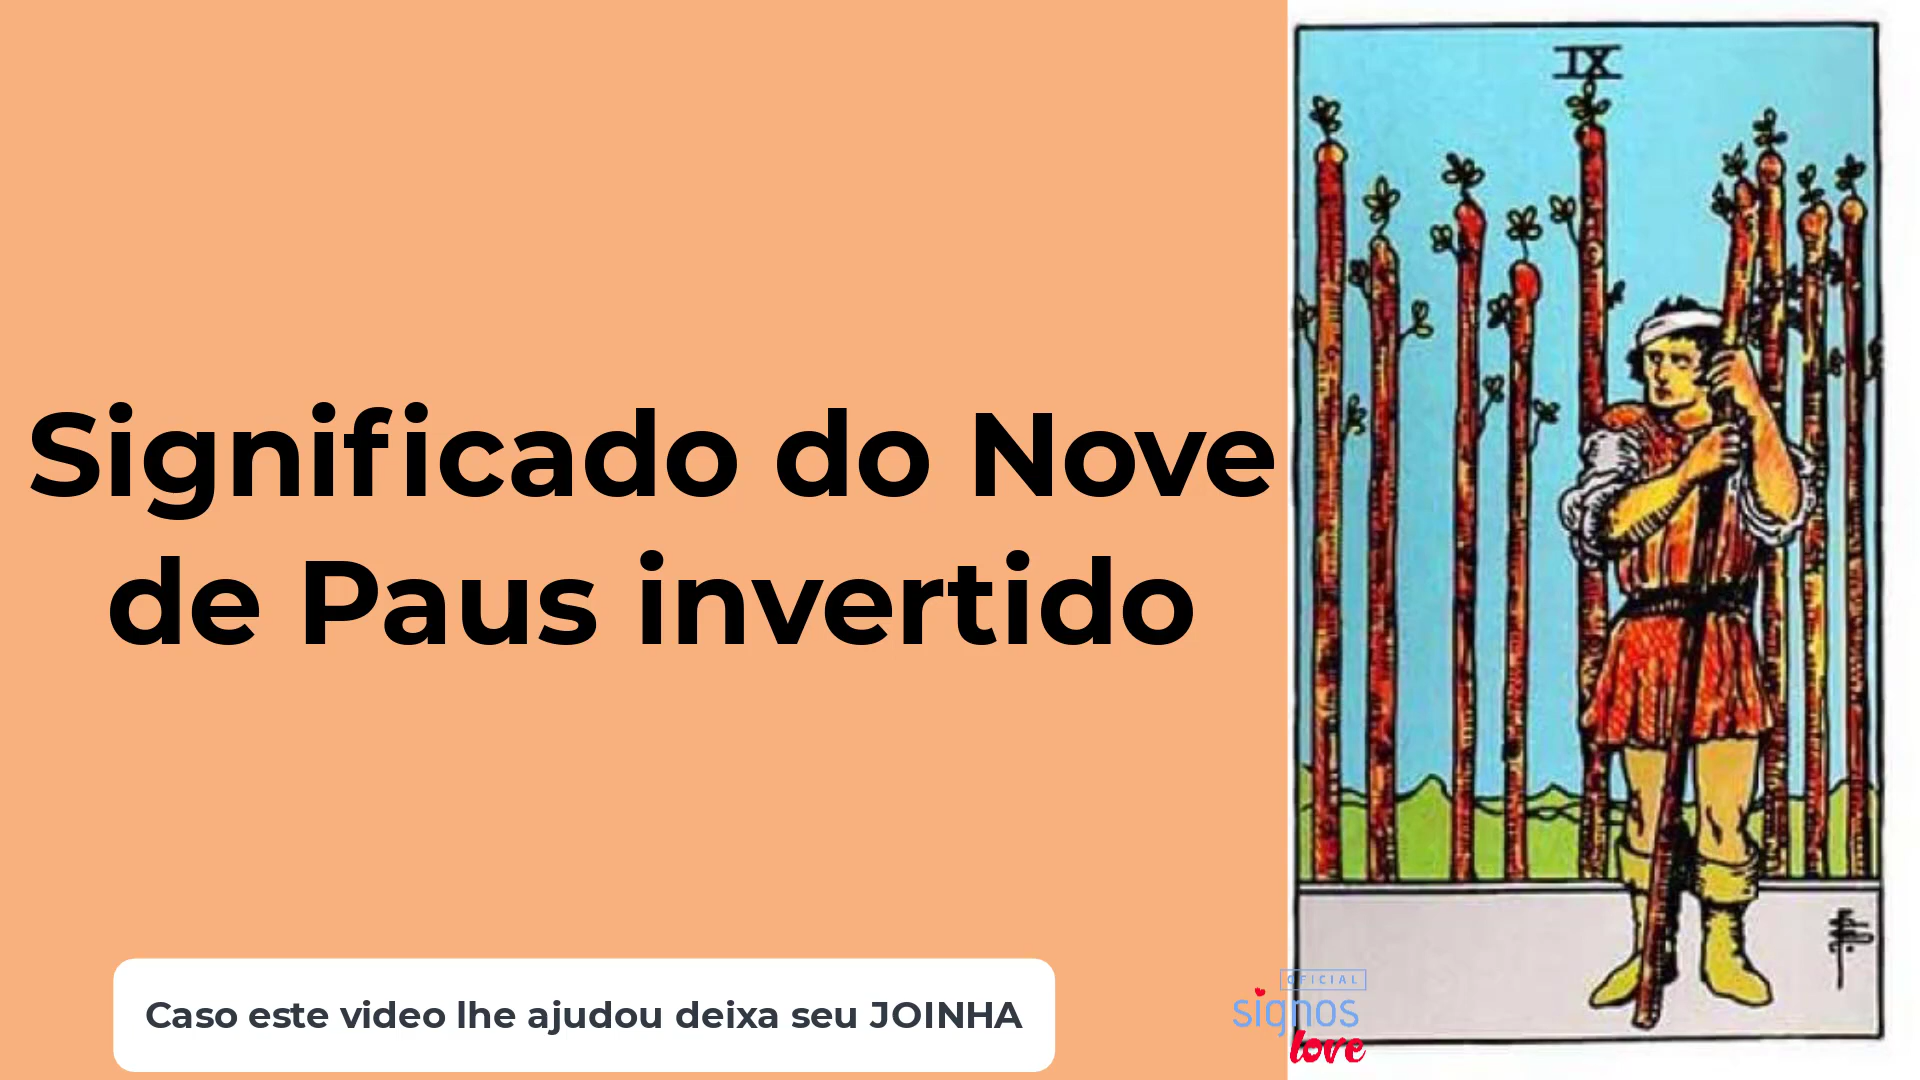 IX
Significado do Nove
de Paus invertido
Caso este video lhe ajudou deixa seu JOINHA
OFICIAL
signos
love